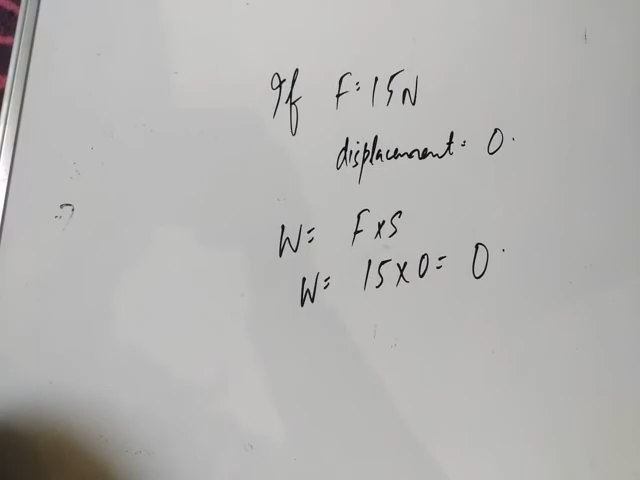 If F = 15N
displacement = 0.
W = F x S
W = 15 x 0 = 0.